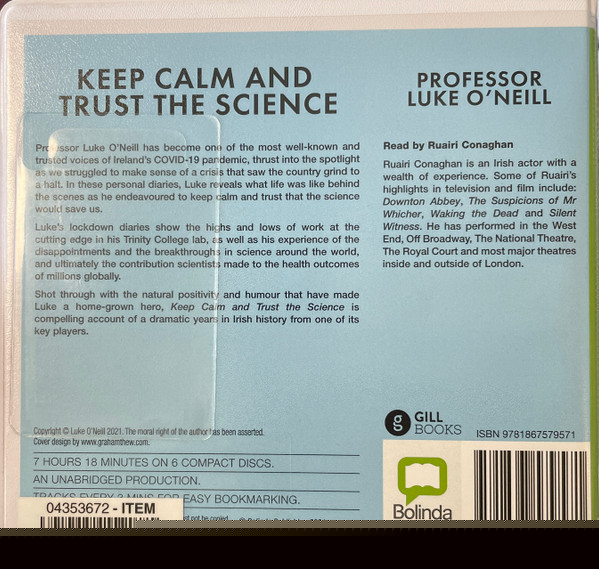 KEEP CALM AND
TRUST THE SCIENCE
Professor Luke O'Neill has become one of the most well-known and
trusted voices of Ireland's COVID-19 pandemic, thrust into the spotlight
as we struggled to make sense of a crisis that saw the country grind to
a halt. In these personal diaries, Luke reveals what life was like behind
the scenes as he endeavoured to keep calm and trust that the science
would save us.
Luke's lockdown diaries show the highs and lows of work at the
cutting edge in his Trinity College lab, as well as his experience of the
disappointments and the breakthroughs in science around the world,
and ultimately the contribution scientists made to the health outcomes
of millions globally.
Shot through with the natural positivity and humour that have made
Luke a home-grown hero, Keep Calm and Trust the Science is
compelling account of a dramatic years in Irish history from one of its
key players.
Copyright © Luke O'Neill 2021. The moral right of the author has been asserted.
Cover design by www.grahamthew.com.
7 HOURS 18 MINUTES ON 6 COMPACT DISCS.
AN UNABRIDGED PRODUCTION.
TRACKS EVERY 3 MINS FOR EASY BOOKMARKING.
04353672 - ITEM
not be copied
PROFESSOR
LUKE O'NEILL
Read by Ruairi Conaghan
Ruairi Conaghan is an Irish actor with a
wealth of experience. Some of Ruairi's
highlights in television and film include:
Downton Abbey, The Suspicions of Mr
Whicher, Waking the Dead and Silent
Witness. He has performed in the West
End, Off Broadway, The National Theatre,
The Royal Court and most major theatres
inside and outside of London.
g GILL
BOOKS
ISBN 9781867579571
Bolinda